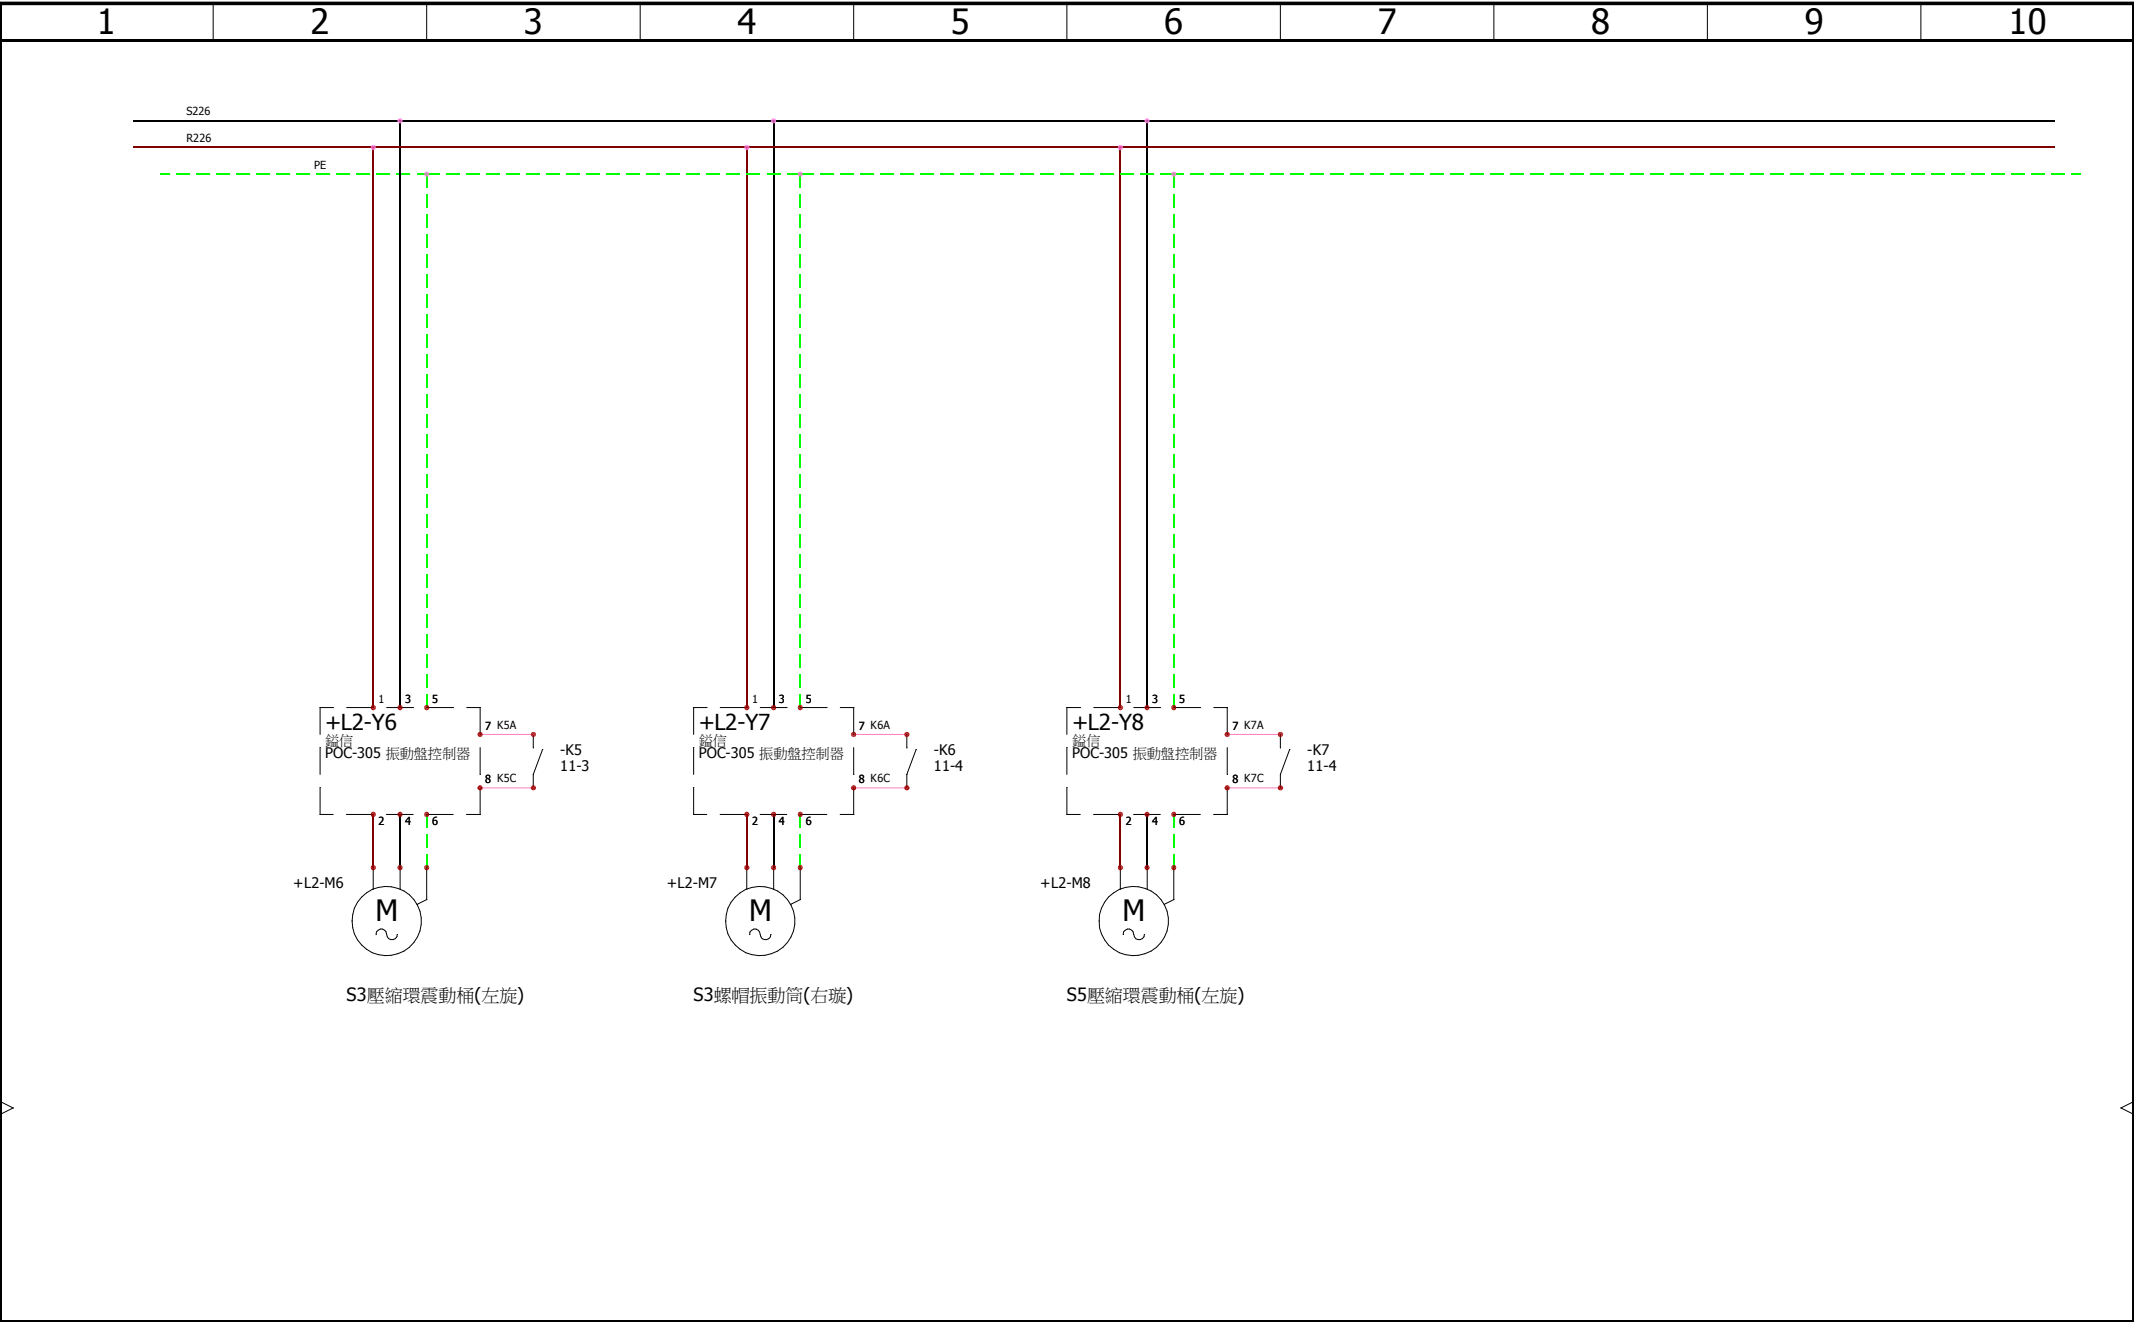 1 2 3 4 5 6 7 8 9 10
S226
R226
PE
1 3 5
+L2-Y6
鎰信
POC-305 振動盤控制器
7 K5A
8 K5C
-K5
11-3
2 4 6
+L2-M6
M
S3壓縮環震動桶(左旋)
1 3 5
+L2-Y7
鎰信
POC-305 振動盤控制器
7 K6A
8 K6C
-K6
11-4
2 4 6
+L2-M7
M
S3螺帽振動筒(右璇)
1 3 5
+L2-Y8
鎰信
POC-305 振動盤控制器
7 K7A
8 K7C
-K7
11-4
2 4 6
+L2-M8
M
S5壓縮環震動桶(左旋)